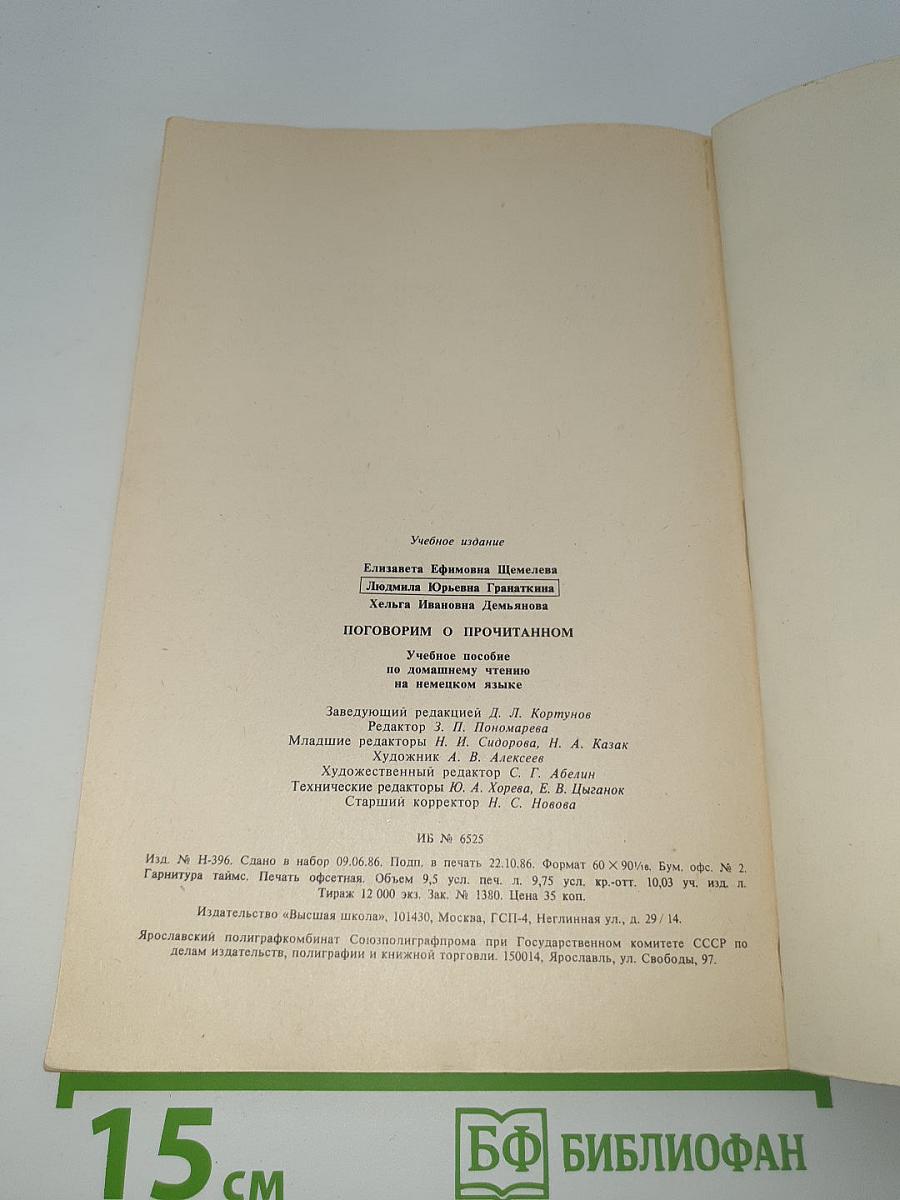 Учебное издание
Елизавета Ефимовна Щемелева
Людмила Юрьевна Гранаткина
Хельга Ивановна Демьянова
ПОГОВОРИМ О ПРОЧИТАННОМ
Учебное пособие
по домашнему чтению
на немецком языке
Заведующий редакцией Д. Л. Кортунов
Редактор З. П. Пономарева
Младшие редакторы Н. И. Сидорова, Н. А. Казак
Художник А. В. Алексеев
Художественный редактор С. Г. Абелин
Технические редакторы Ю. А. Хорева, Е. В. Цыганок
Старший корректор Н. С. Новова
ИБ № 6525
Изд. № Н-396. Сдано в набор 09.06.86. Подп. в печать 22.10.86. Формат 60 × 90 1/16. Бум. офс. № 2.
Гарнитура таймс. Печать офсетная. Объем 9,5 усл. печ. л. 9,75 усл. кр.-отт. 10,03 уч. изд. л.
Тираж 12 000 экз. Зак. № 1380. Цена 35 коп.
Издательство «Высшая школа», 101430, Москва, ГСП-4, Неглинная ул., д. 29/14.
Ярославский полиграфкомбинат Союзполиграфпрома при Государственном комитете СССР по
делам издательств, полиграфии и книжной торговли. 150014, Ярославль, ул. Свободы, 97.
15 см
БФ БИБЛИОФАН